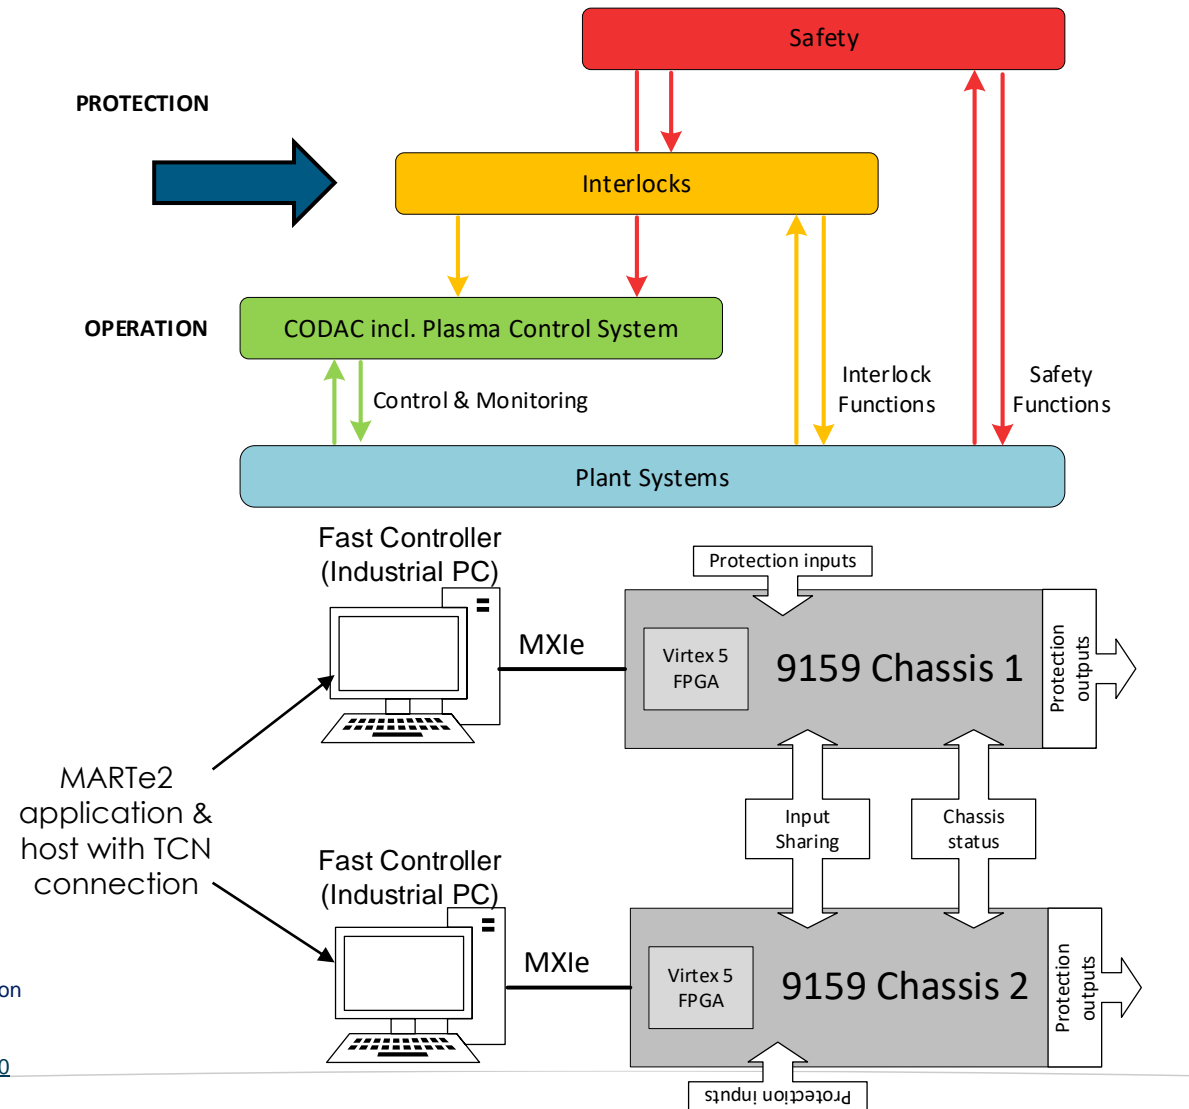 Safety
PROTECTION
Interlocks
OPERATION
CODAC incl. Plasma Control System
Control & Monitoring
Interlock
Functions
Safety
Functions
Plant Systems
Fast Controller
(Industrial PC)
MXIe
Protection inputs
Virtex 5
FPGA
9159 Chassis 1
Protection
outputs
MARTe2
application &
host with TCN
connection
Input
Sharing
Chassis
status
Fast Controller
(Industrial PC)
MXIe
Virtex 5
FPGA
9159 Chassis 2
Protection
outputs
Protection inputs
on
0